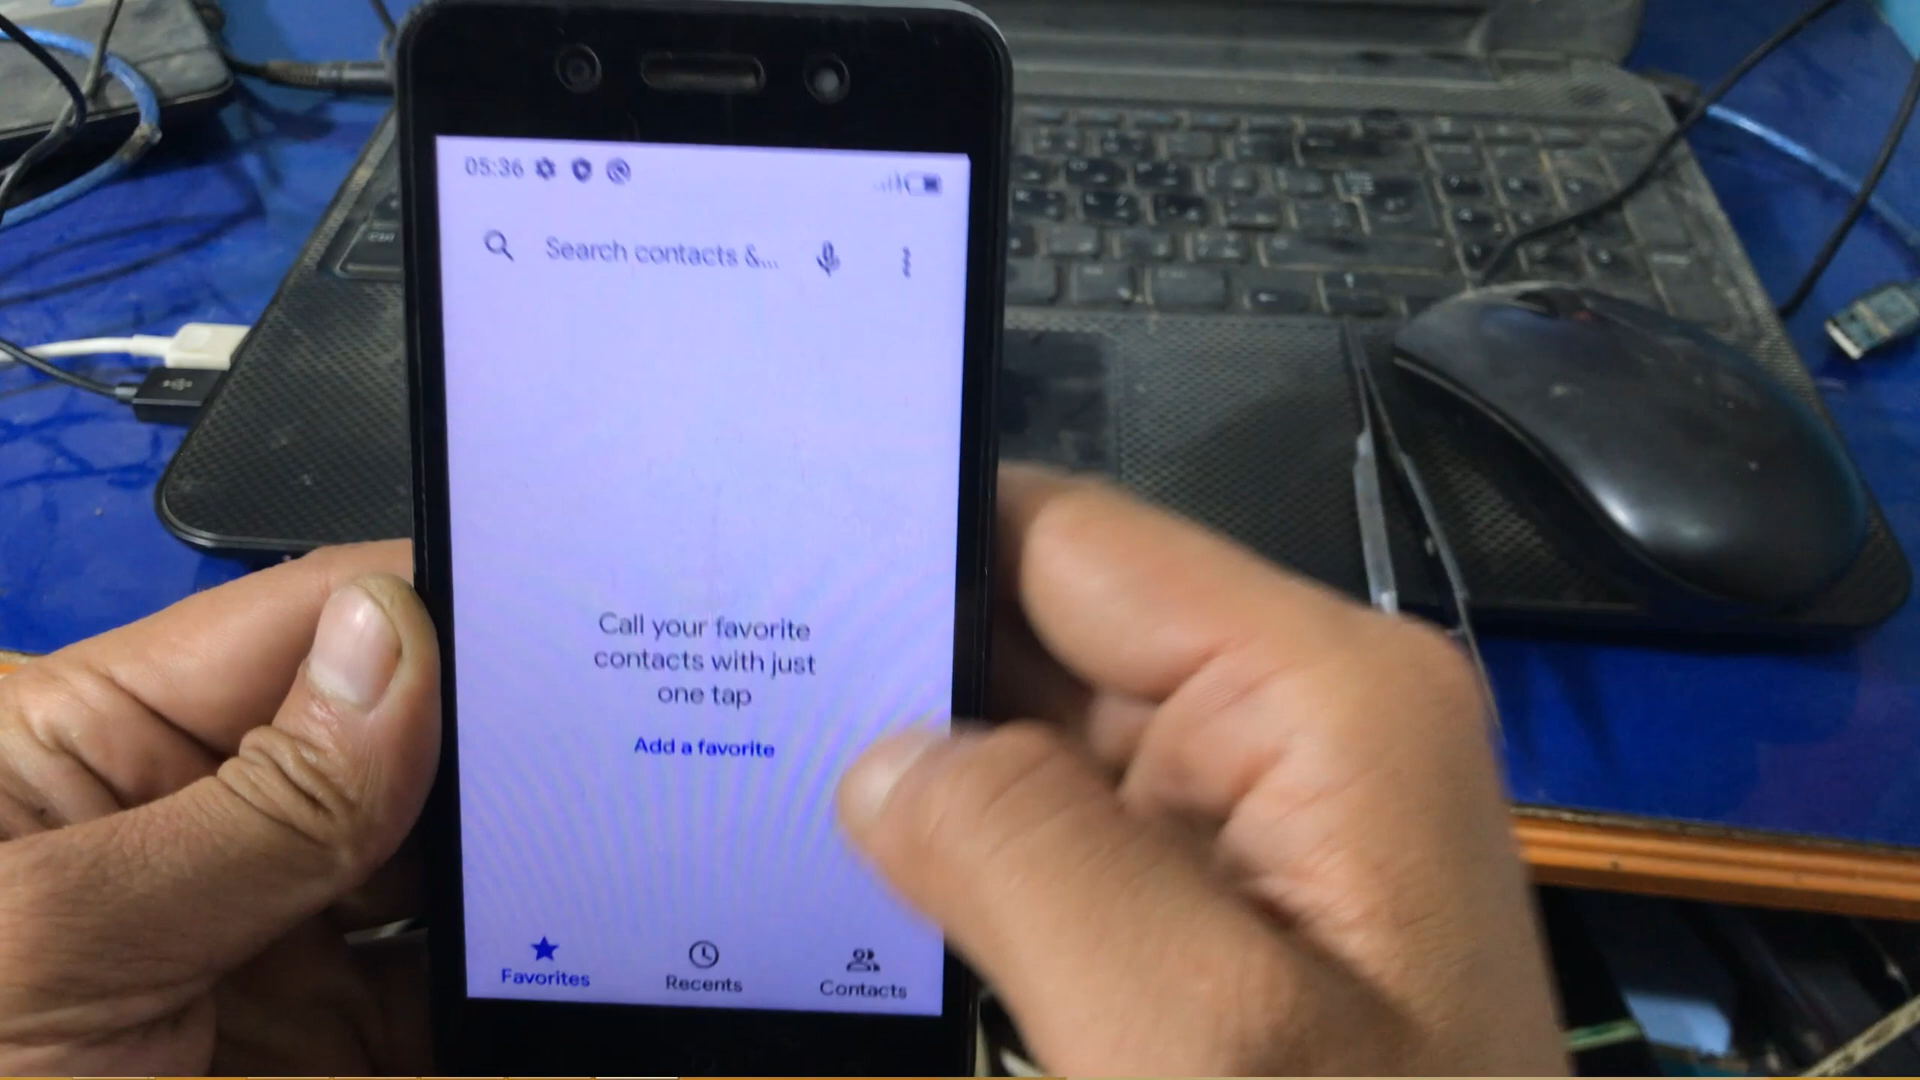 05:36
Search contacts &...
Call your favorite
contacts with just
one tap
Add a favorite
Favorites
Recents
Contacts